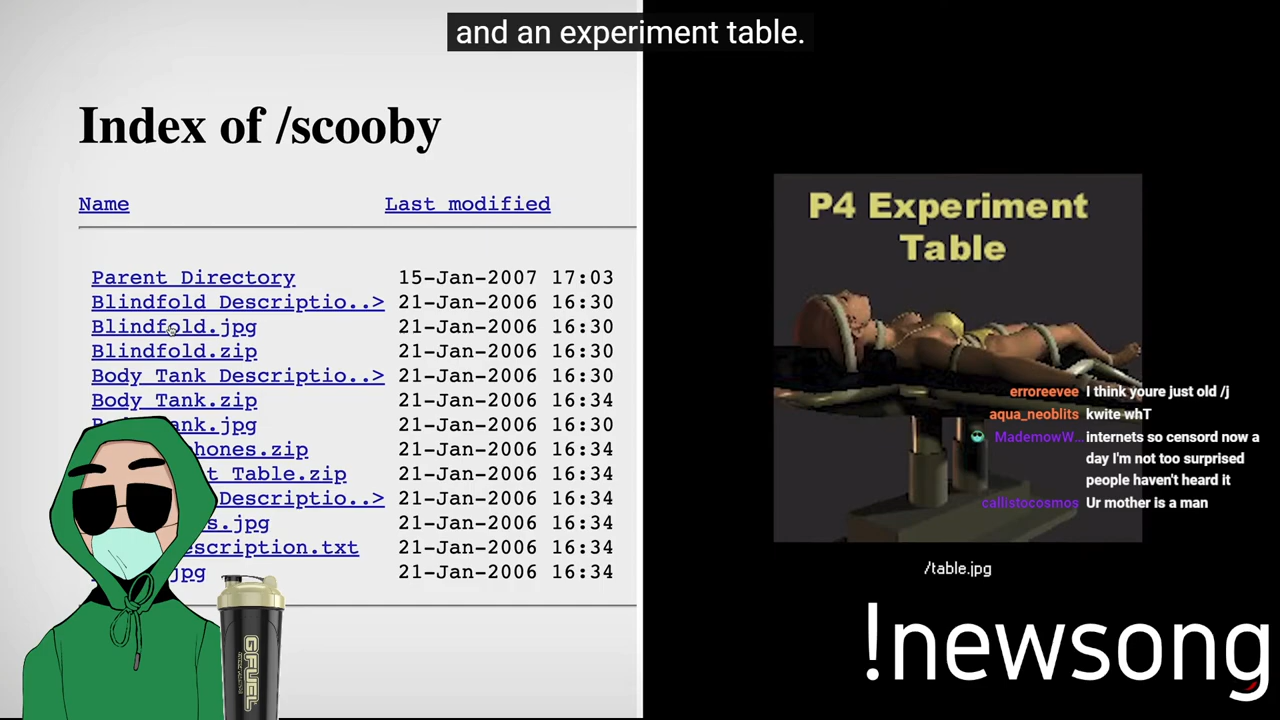 and an experiment table.
Index of /scooby
Name Last modified
Parent Directory 15-Jan-2007 17:03
Blindfold Descriptio..> 21-Jan-2006 16:30
Blindfold.jpg 21-Jan-2006 16:30
Blindfold.zip 21-Jan-2006 16:30
Body Tank Descriptio..> 21-Jan-2006 16:30
Body Tank.zip 21-Jan-2006 16:34
ank.jpg 21-Jan-2006 16:30
phones.zip 21-Jan-2006 16:34
t Table.zip 21-Jan-2006 16:34
Descriptio..> 21-Jan-2006 16:34
s.jpg 21-Jan-2006 16:34
escription.txt 21-Jan-2006 16:34
jpg 21-Jan-2006 16:34
GFUEL
P4 Experiment
Table
erroreevee I think youre just old /j
aqua_neoblits kwite whT
MademowW... internets so censord now a
day I'm not too surprised
people haven't heard it
callistocosmos Ur mother is a man
/table.jpg
!newsong